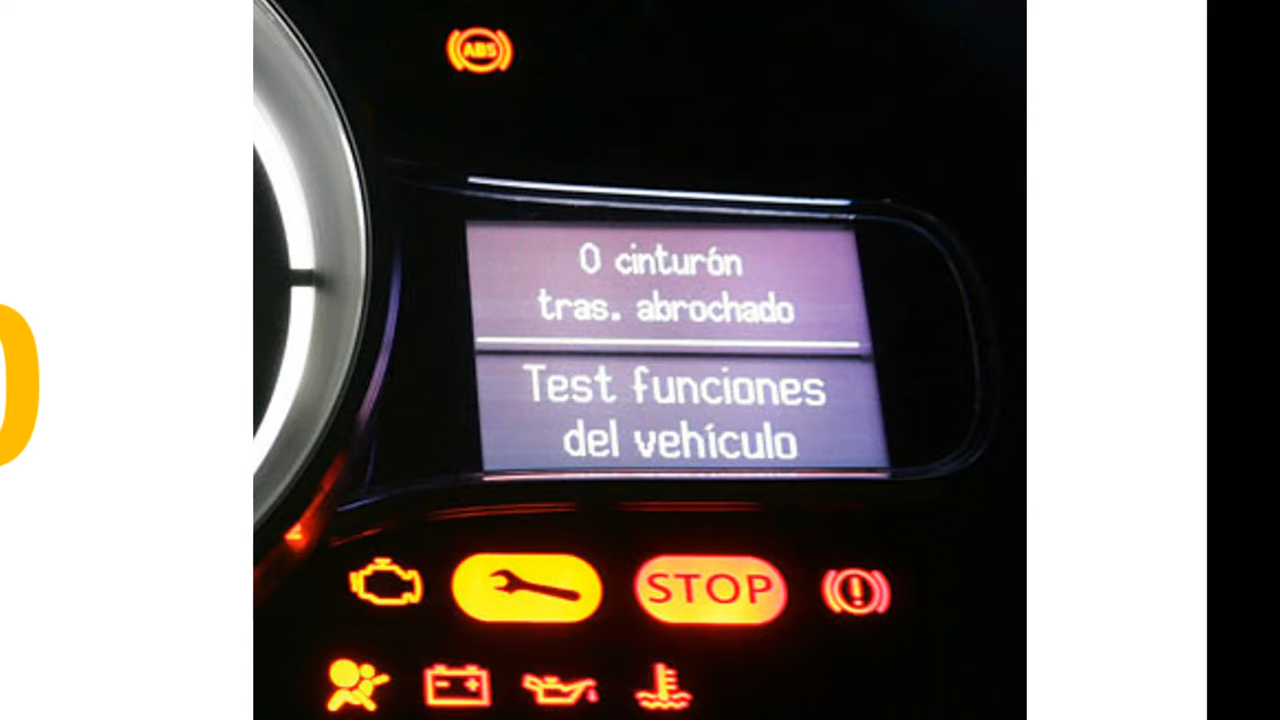 ABS
0 cinturón
tras. abrochado
Test funciones
del vehículo
STOP